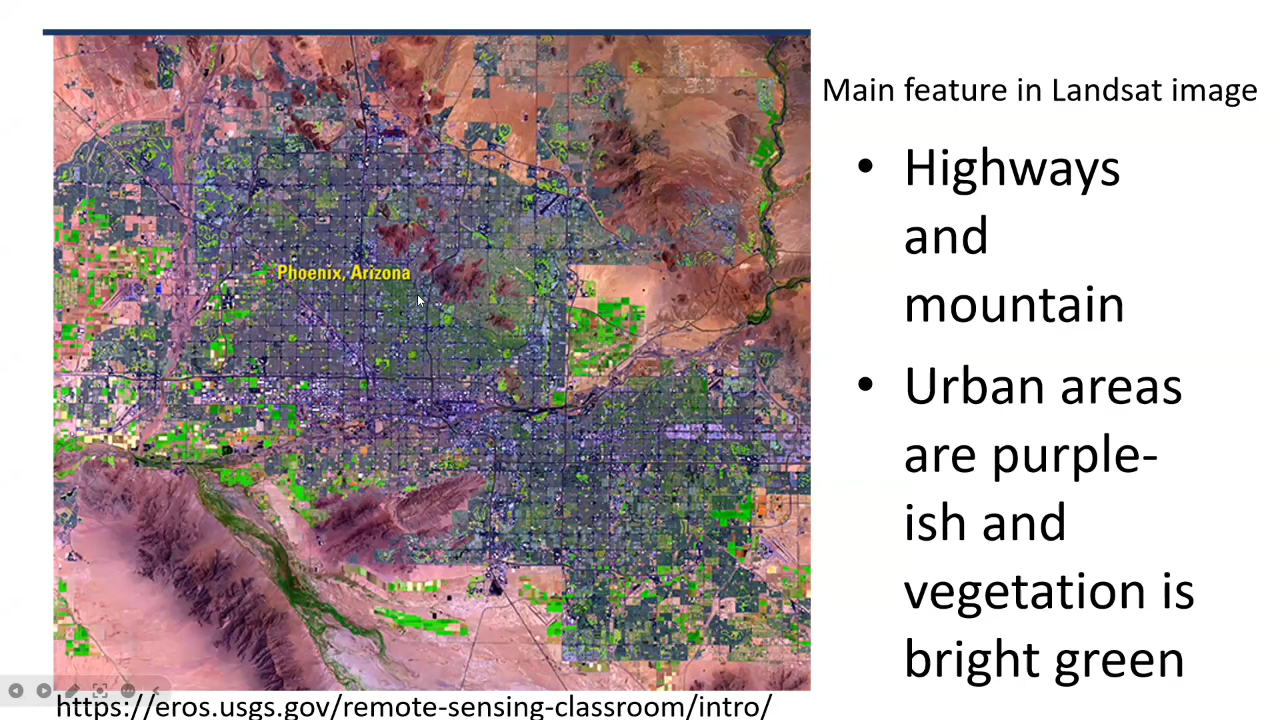 Main feature in Landsat image
• Highways
and
mountain
• Urban areas
are purple-
ish and
vegetation is
bright green
Phoenix, Arizona
https://eros.usgs.gov/remote-sensing-classroom/intro/